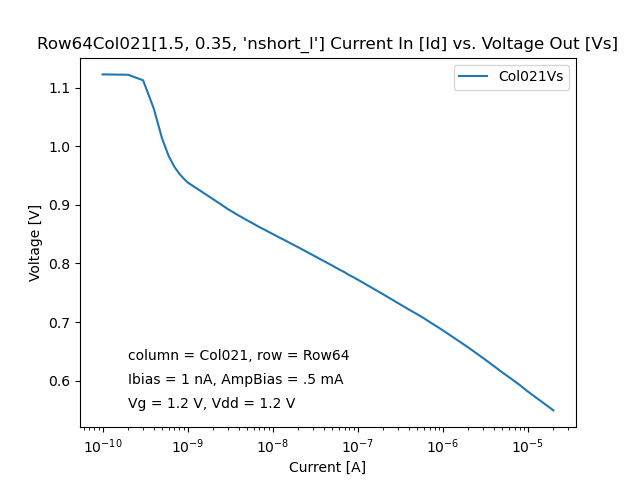 Row64Col021[1.5, 0.35, 'nshort_l'] Current In [Id] vs. Voltage Out [Vs]
Col021Vs
1.1
1.0
0.9
0.8
0.7
0.6
Voltage [V]
column = Col021, row = Row64
Ibias = 1 nA, AmpBias = .5 mA
Vg = 1.2 V, Vdd = 1.2 V
10⁻¹⁰ 10⁻⁹ 10⁻⁸ 10⁻⁷ 10⁻⁶ 10⁻⁵
Current [A]